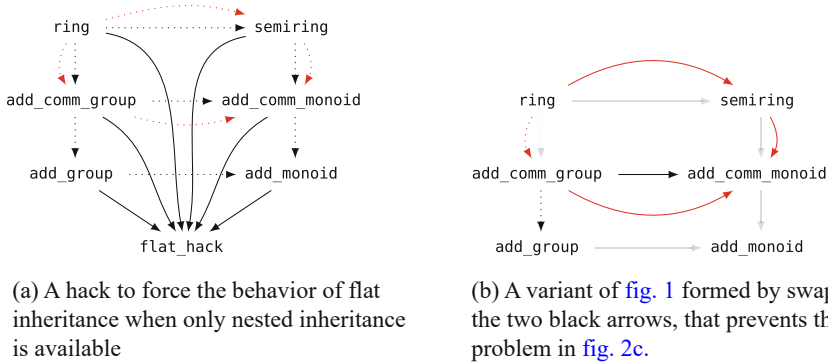 ring semiring
add_comm_group add_comm_monoid
add_group add_monoid
flat_hack
(a) A hack to force the behavior of flat
inheritance when only nested inheritance
is available
ring semiring
add_comm_group add_comm_monoid
add_group add_monoid
(b) A variant of fig. 1 formed by
the two black arrows, that prevents
problem in fig. 2c.